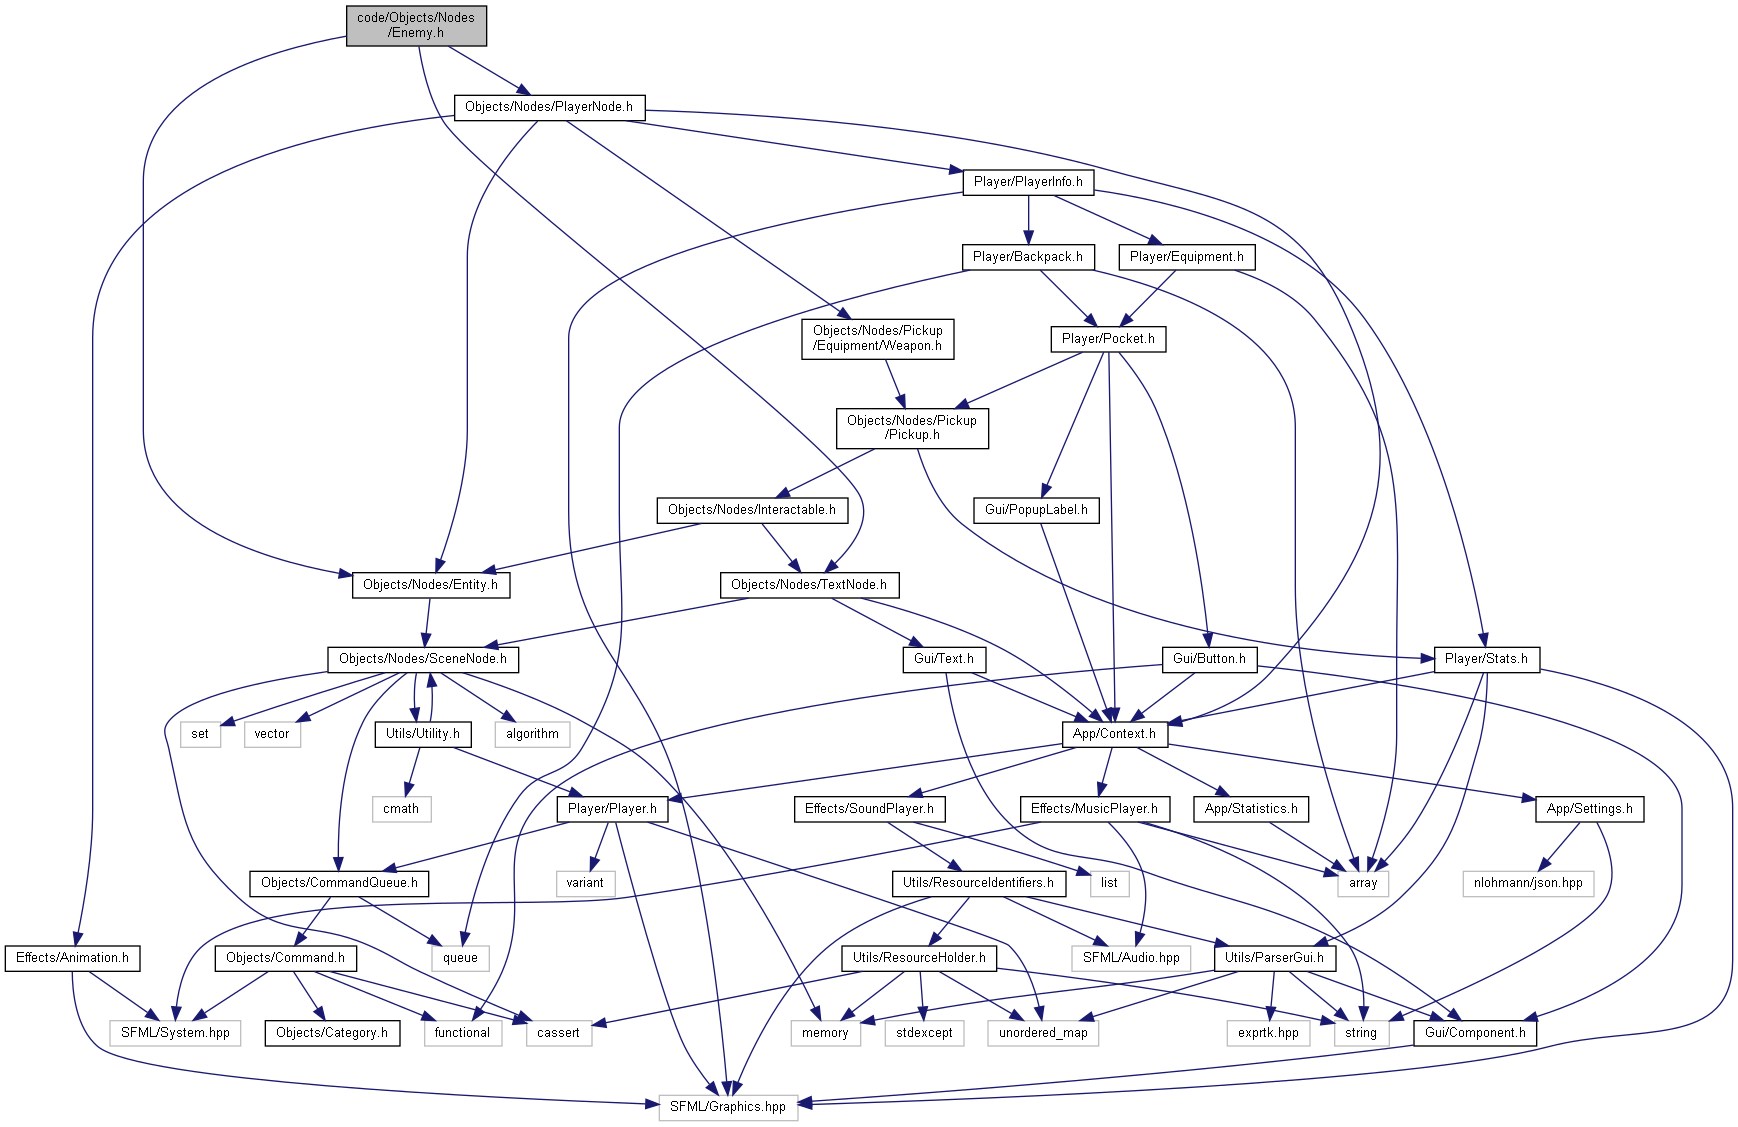 code/Objects/Nodes
/Enemy.h
Objects/Nodes/PlayerNode.h
Player/PlayerInfo.h
Player/Backpack.h
Player/Equipment.h
Objects/Nodes/Pickup
/Equipment/Weapon.h
Player/Pocket.h
Objects/Nodes/Pickup
/Pickup.h
Objects/Nodes/Interactable.h
Gui/PopupLabel.h
Objects/Nodes/Entity.h
Objects/Nodes/TextNode.h
Objects/Nodes/SceneNode.h
Gui/Text.h
Gui/Button.h
Player/Stats.h
set
vector
Utils/Utility.h
algorithm
App/Context.h
cmath
Player/Player.h
Effects/SoundPlayer.h
Effects/MusicPlayer.h
App/Statistics.h
App/Settings.h
Objects/CommandQueue.h
variant
Utils/ResourceIdentifiers.h
list
array
nlohmann/json.hpp
Effects/Animation.h
Objects/Command.h
queue
Utils/ResourceHolder.h
SFML/Audio.hpp
Utils/ParserGui.h
SFML/System.hpp
Objects/Category.h
functional
cassert
memory
stdexcept
unordered_map
exprtk.hpp
string
Gui/Component.h
SFML/Graphics.hpp